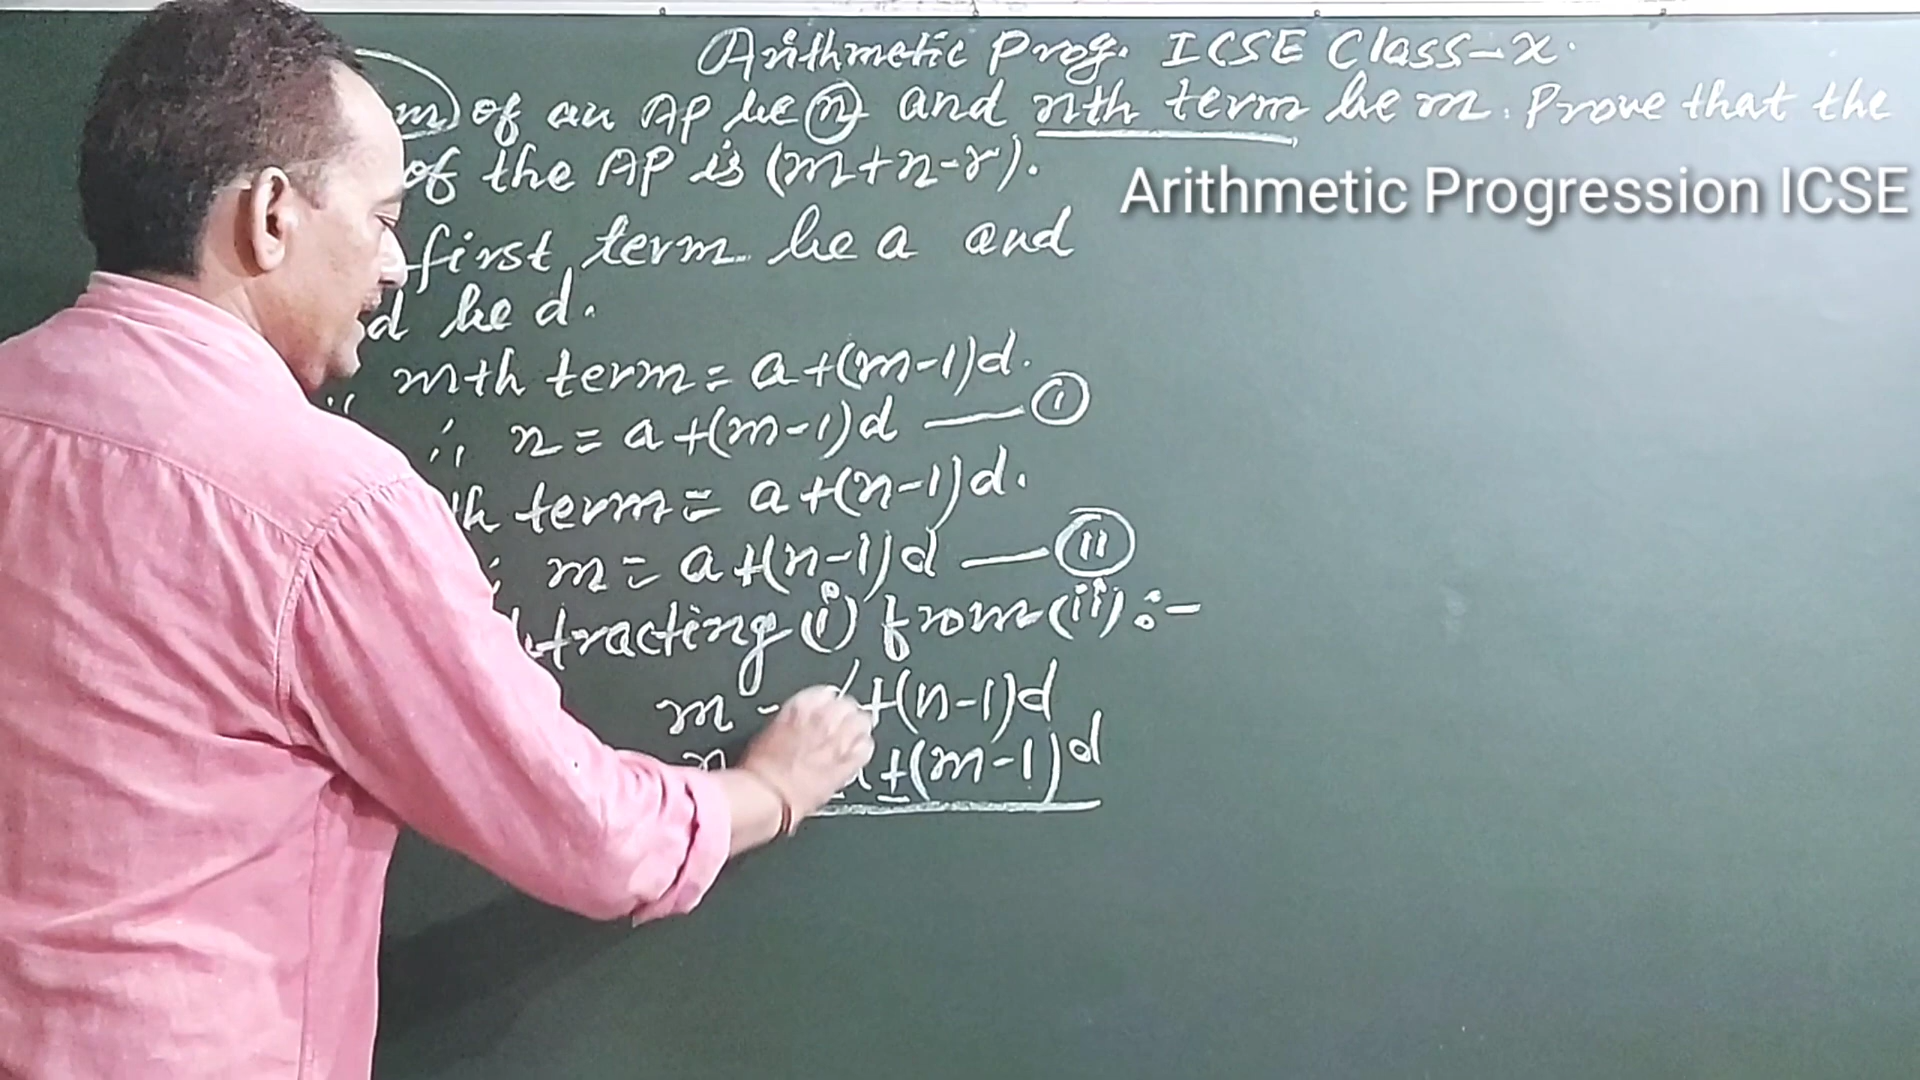 Arithmetic Prog. ICSE Class-X.
m of an AP be n and nth term be m. Prove that the
of the AP is (m+n-r).
Arithmetic Progression ICSE
first term be a and
d be d.
∴ mth term = a+(m-1)d.
∴ n = a+(m-1)d — (i)
th term = a+(n-1)d.
∴ m = a+(n-1)d — (ii)
tracting (i) from (ii):-
m - +(n-1)d
n a+(m-1)d